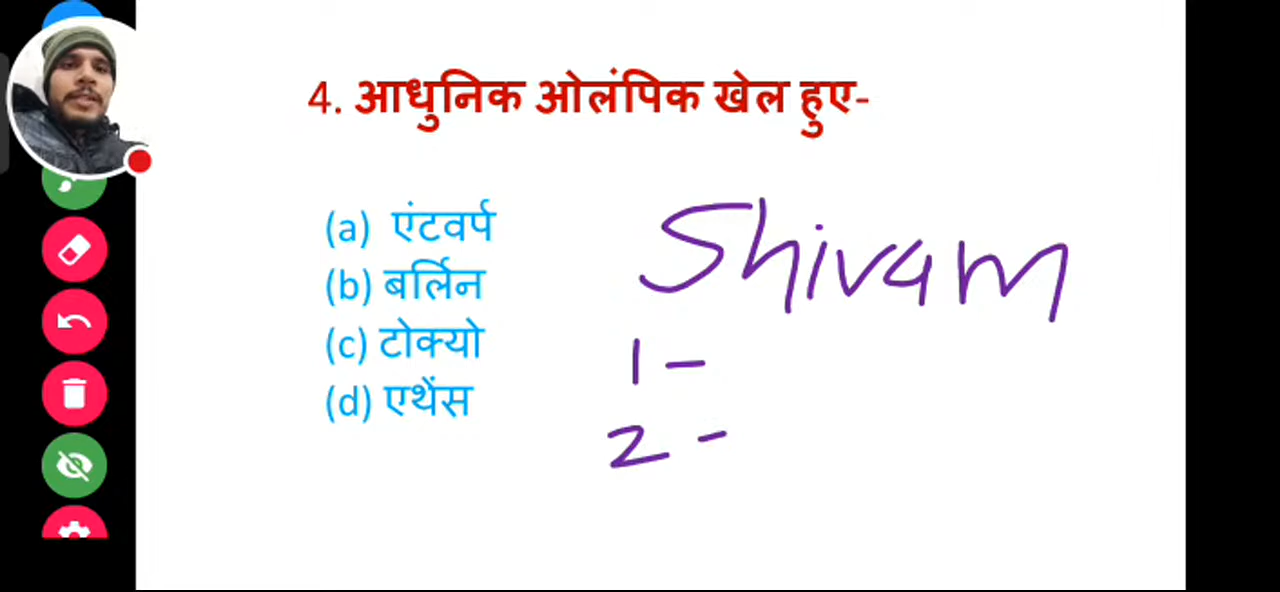 4. आधुनिक ओलंपिक खेल हुए-
(a) एंटवर्प
(b) बर्लिन
(c) टोक्यो
(d) एथेंस
Shivam
1 -
2 -